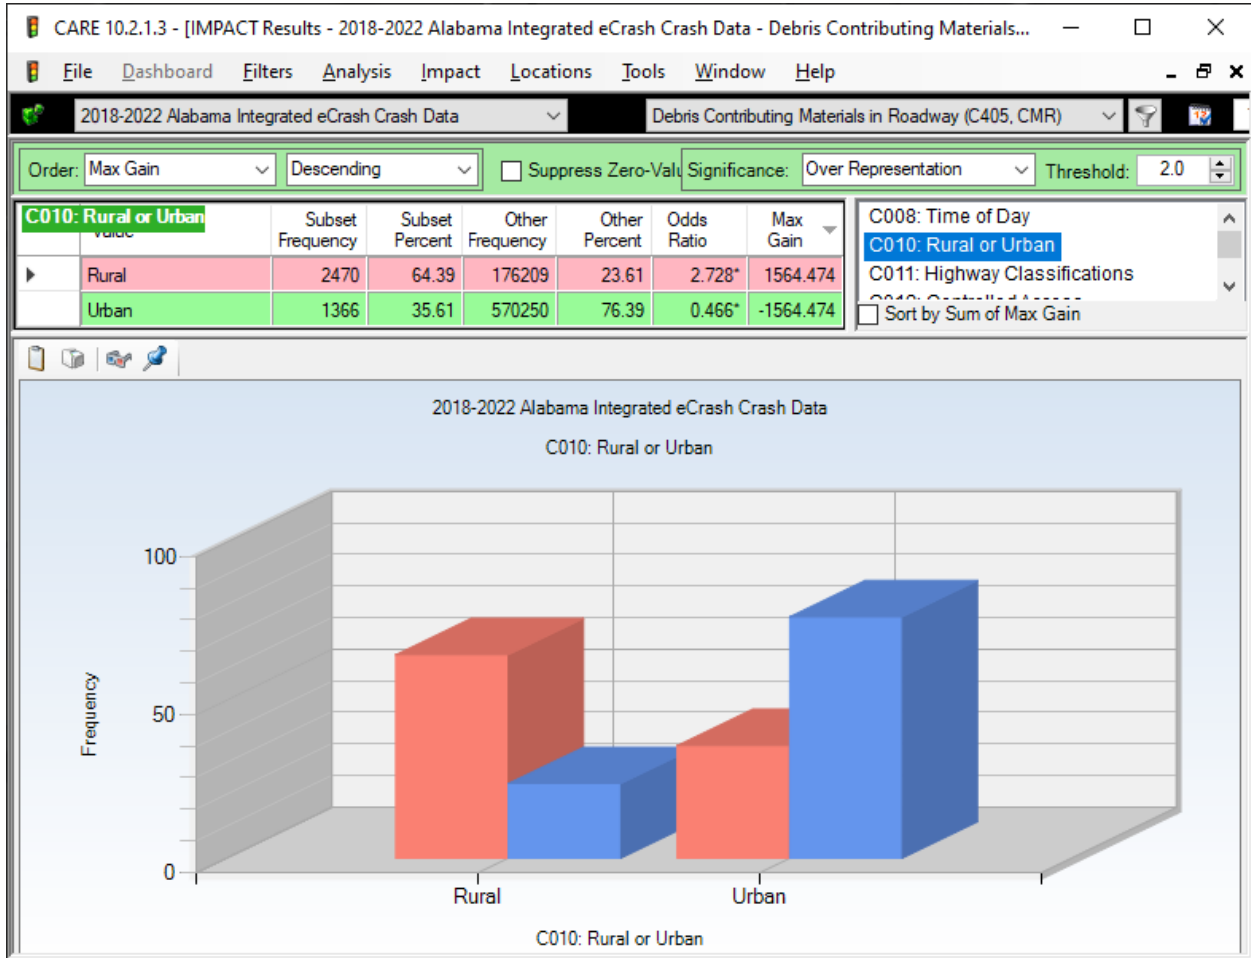 CARE 10.2.1.3 - [IMPACT Results - 2018-2022 Alabama Integrated eCrash Crash Data - Debris Contributing Materials...
File Dashboard Filters Analysis Impact Locations Tools Window Help
2018-2022 Alabama Integrated eCrash Crash Data Debris Contributing Materials in Roadway (C405, CMR)
Order: Max Gain Descending Suppress Zero-Valu Significance: Over Representation Threshold: 2.0
C010: Rural or Urban
Value Subset Frequency Subset Percent Other Frequency Other Percent Odds Ratio Max Gain
Rural 2470 64.39 176209 23.61 2.728* 1564.474
Urban 1366 35.61 570250 76.39 0.466* -1564.474
C008: Time of Day
C010: Rural or Urban
C011: Highway Classifications
Sort by Sum of Max Gain
2018-2022 Alabama Integrated eCrash Crash Data
C010: Rural or Urban
100
50
0
Frequency
Rural Urban
C010: Rural or Urban